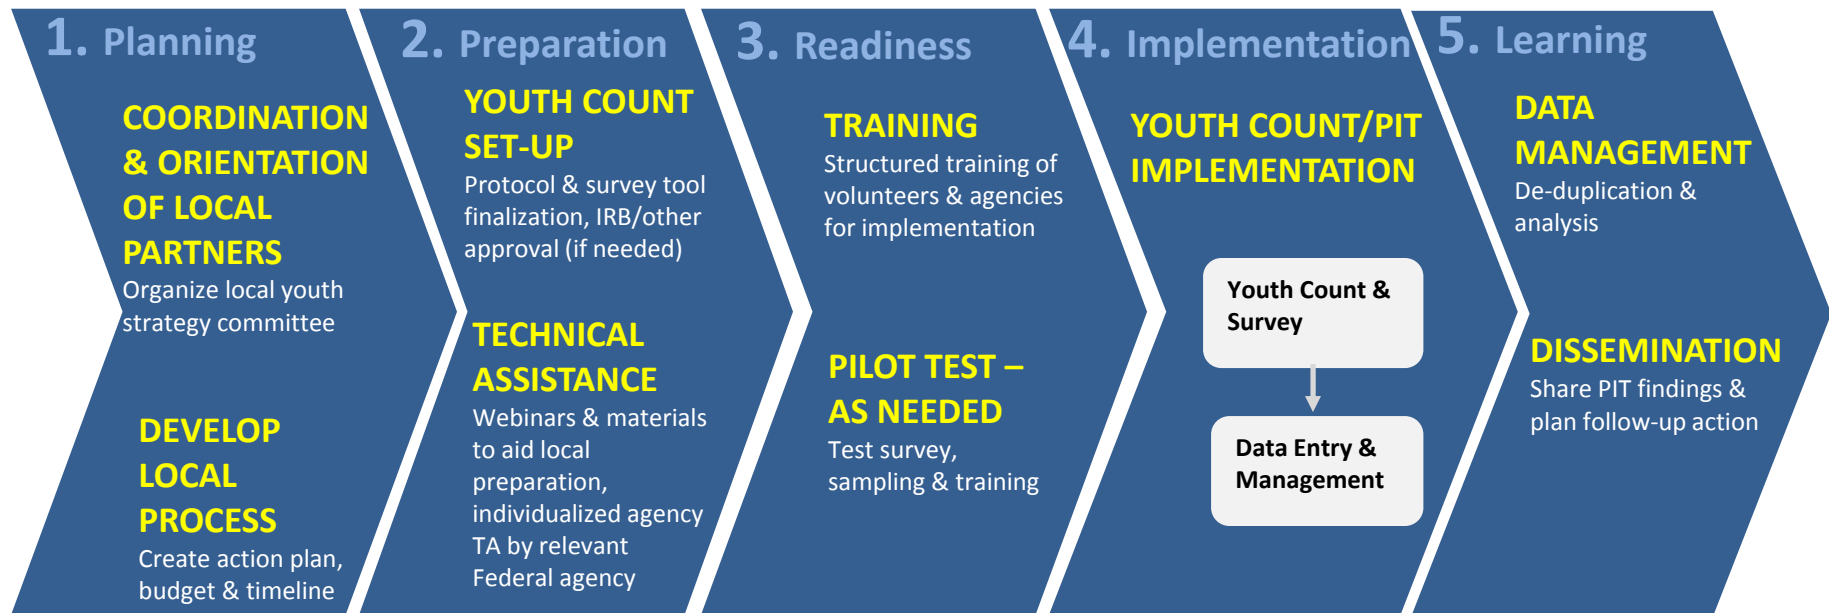 1. Planning
COORDINATION
& ORIENTATION
OF LOCAL
PARTNERS
Organize local youth
strategy committee
DEVELOP
LOCAL
PROCESS
Create action plan,
budget & timeline
2. Preparation
YOUTH COUNT
SET-UP
Protocol & survey tool
finalization, IRB/other
approval (if needed)
TECHNICAL
ASSISTANCE
Webinars & materials
to aid local
preparation,
individualized agency
TA by relevant
Federal agency
3. Readiness
TRAINING
Structured training of
volunteers & agencies
for implementation
PILOT TEST –
AS NEEDED
Test survey,
sampling & training
4. Implementation
YOUTH COUNT/PIT
IMPLEMENTATION
Youth Count &
Survey
Data Entry &
Management
5. Learning
DATA
MANAGEMENT
De-duplication &
analysis
DISSEMINATION
Share PIT findings &
plan follow-up action